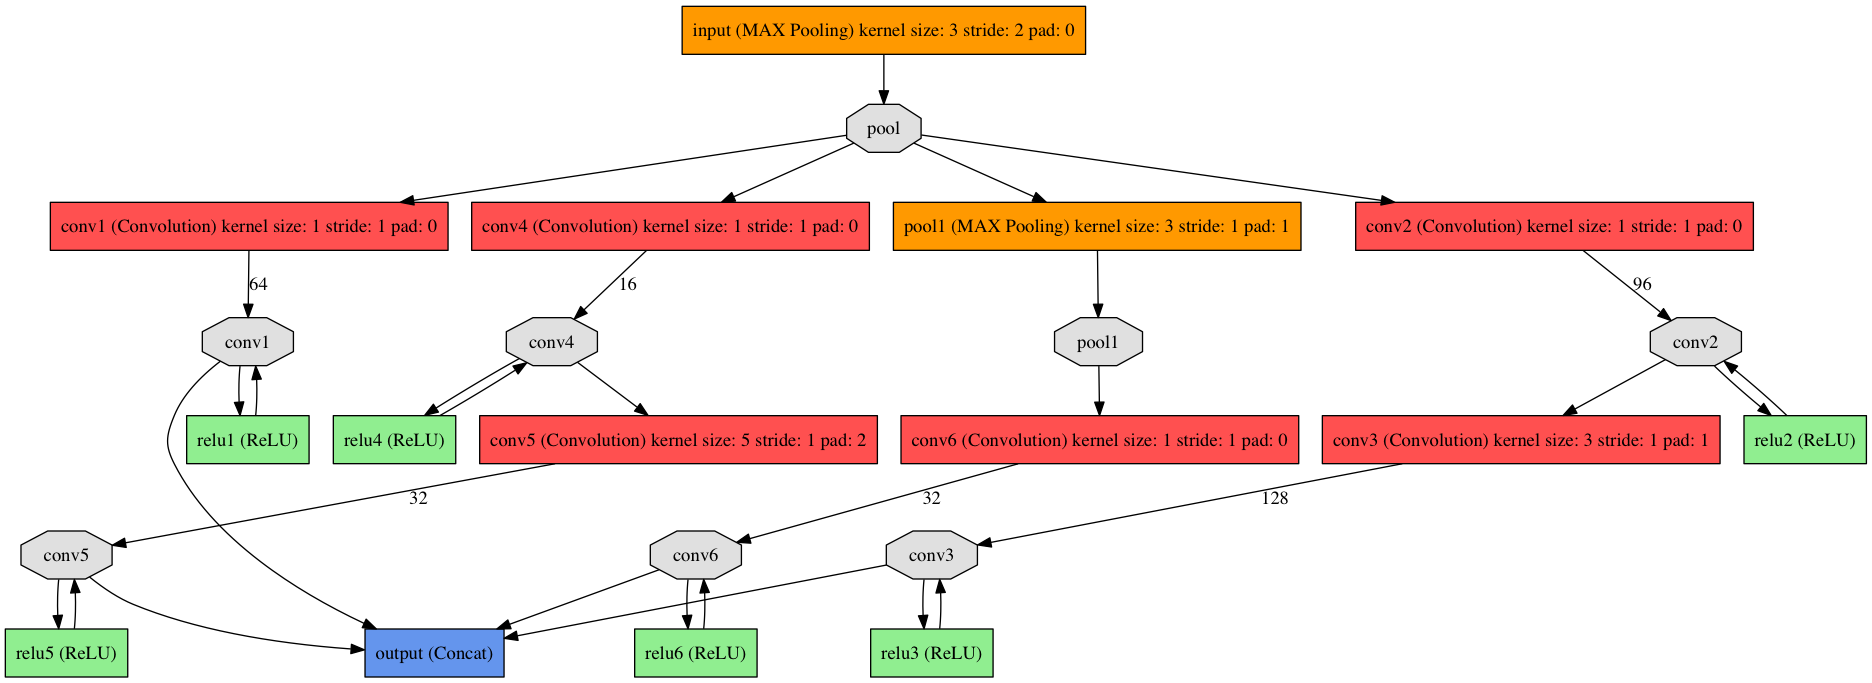 input (MAX Pooling) kernel size: 3 stride: 2 pad: 0
pool
conv1 (Convolution) kernel size: 1 stride: 1 pad: 0
conv4 (Convolution) kernel size: 1 stride: 1 pad: 0
pool1 (MAX Pooling) kernel size: 3 stride: 1 pad: 1
conv2 (Convolution) kernel size: 1 stride: 1 pad: 0
64
16
96
conv1
conv4
pool1
conv2
relu1 (ReLU)
relu4 (ReLU)
conv5 (Convolution) kernel size: 5 stride: 1 pad: 2
conv6 (Convolution) kernel size: 1 stride: 1 pad: 0
conv3 (Convolution) kernel size: 3 stride: 1 pad: 1
relu2 (ReLU)
32
32
128
conv5
conv6
conv3
relu5 (ReLU)
output (Concat)
relu6 (ReLU)
relu3 (ReLU)